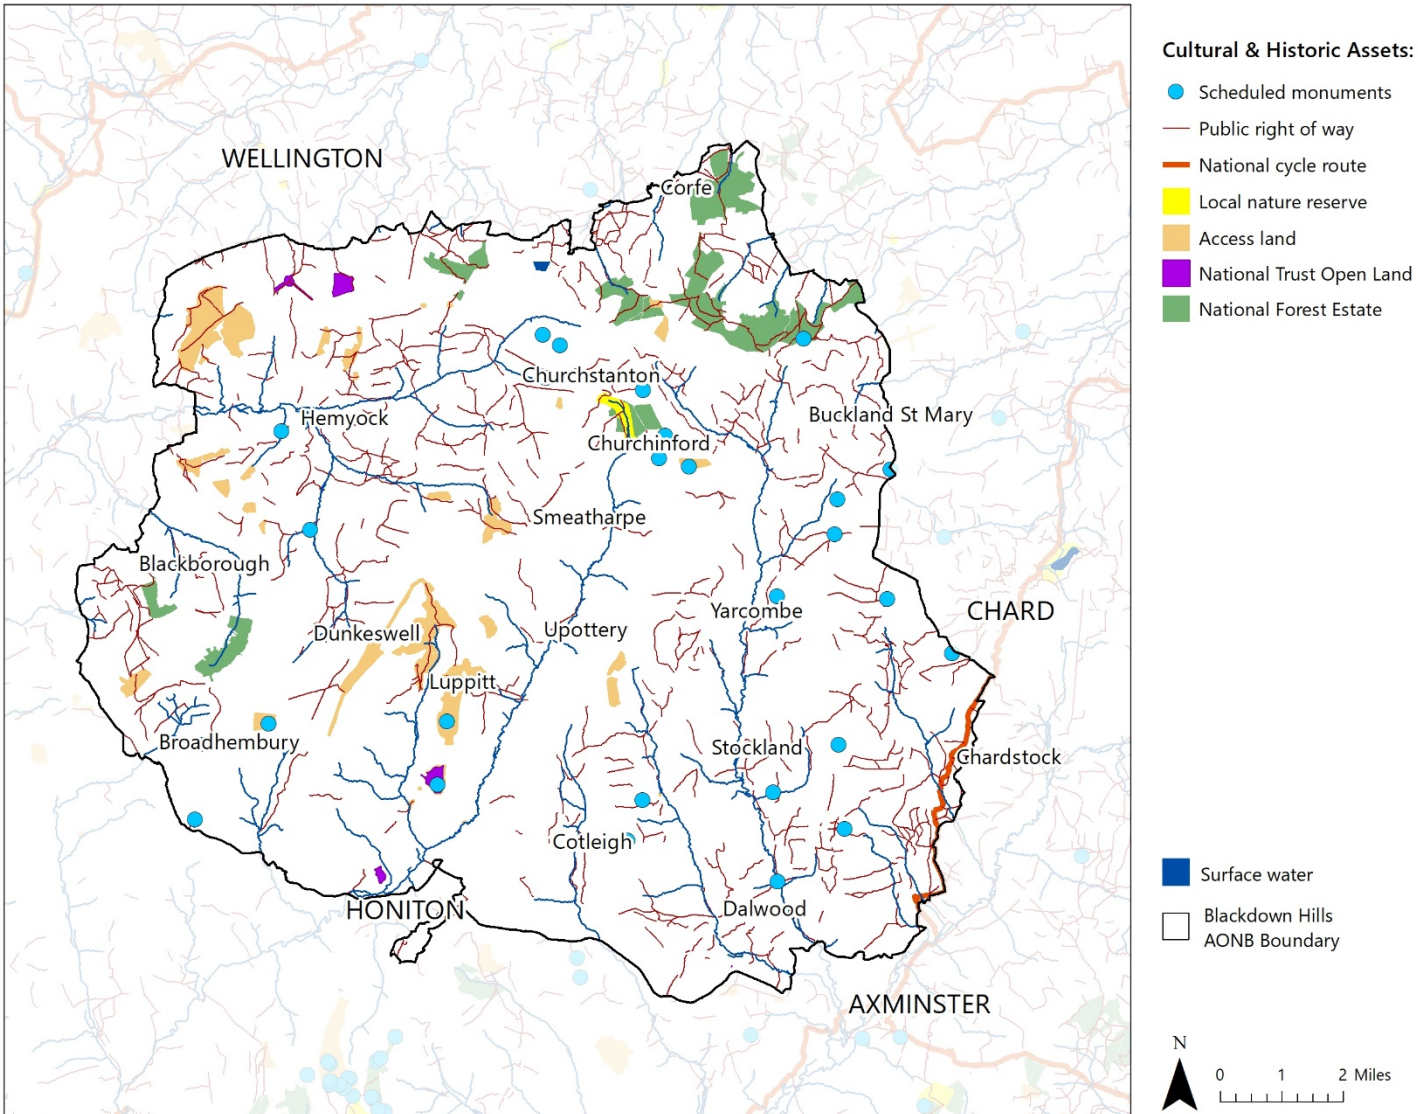 Cultural & Historic Assets:
Scheduled monuments
Public right of way
National cycle route
Local nature reserve
Access land
National Trust Open Land
National Forest Estate
WELLINGTON
Corfe
Churchstanton
Hemyock
Buckland St Mary
Churchinford
Smeatharpe
Blackborough
Yarcombe
CHARD
Dunkeswell
Upottery
Luppitt
Broadhembury
Stockland
Chardstock
Cotleigh
HONITON
Dalwood
AXMINSTER
Surface water
Blackdown Hills
AONB Boundary
N
0 1 2 Miles